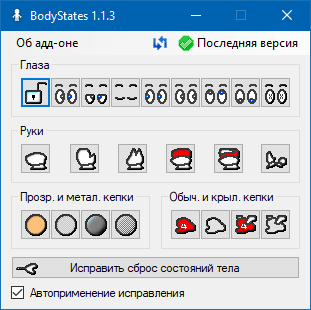 BodyStates 1.1.3
Об адд-оне
Последняя версия
Глаза
Руки
Прозр. и метал. кепки
Обыч. и крыл. кепки
Исправить сброс состояний тела
Автоприменение исправления